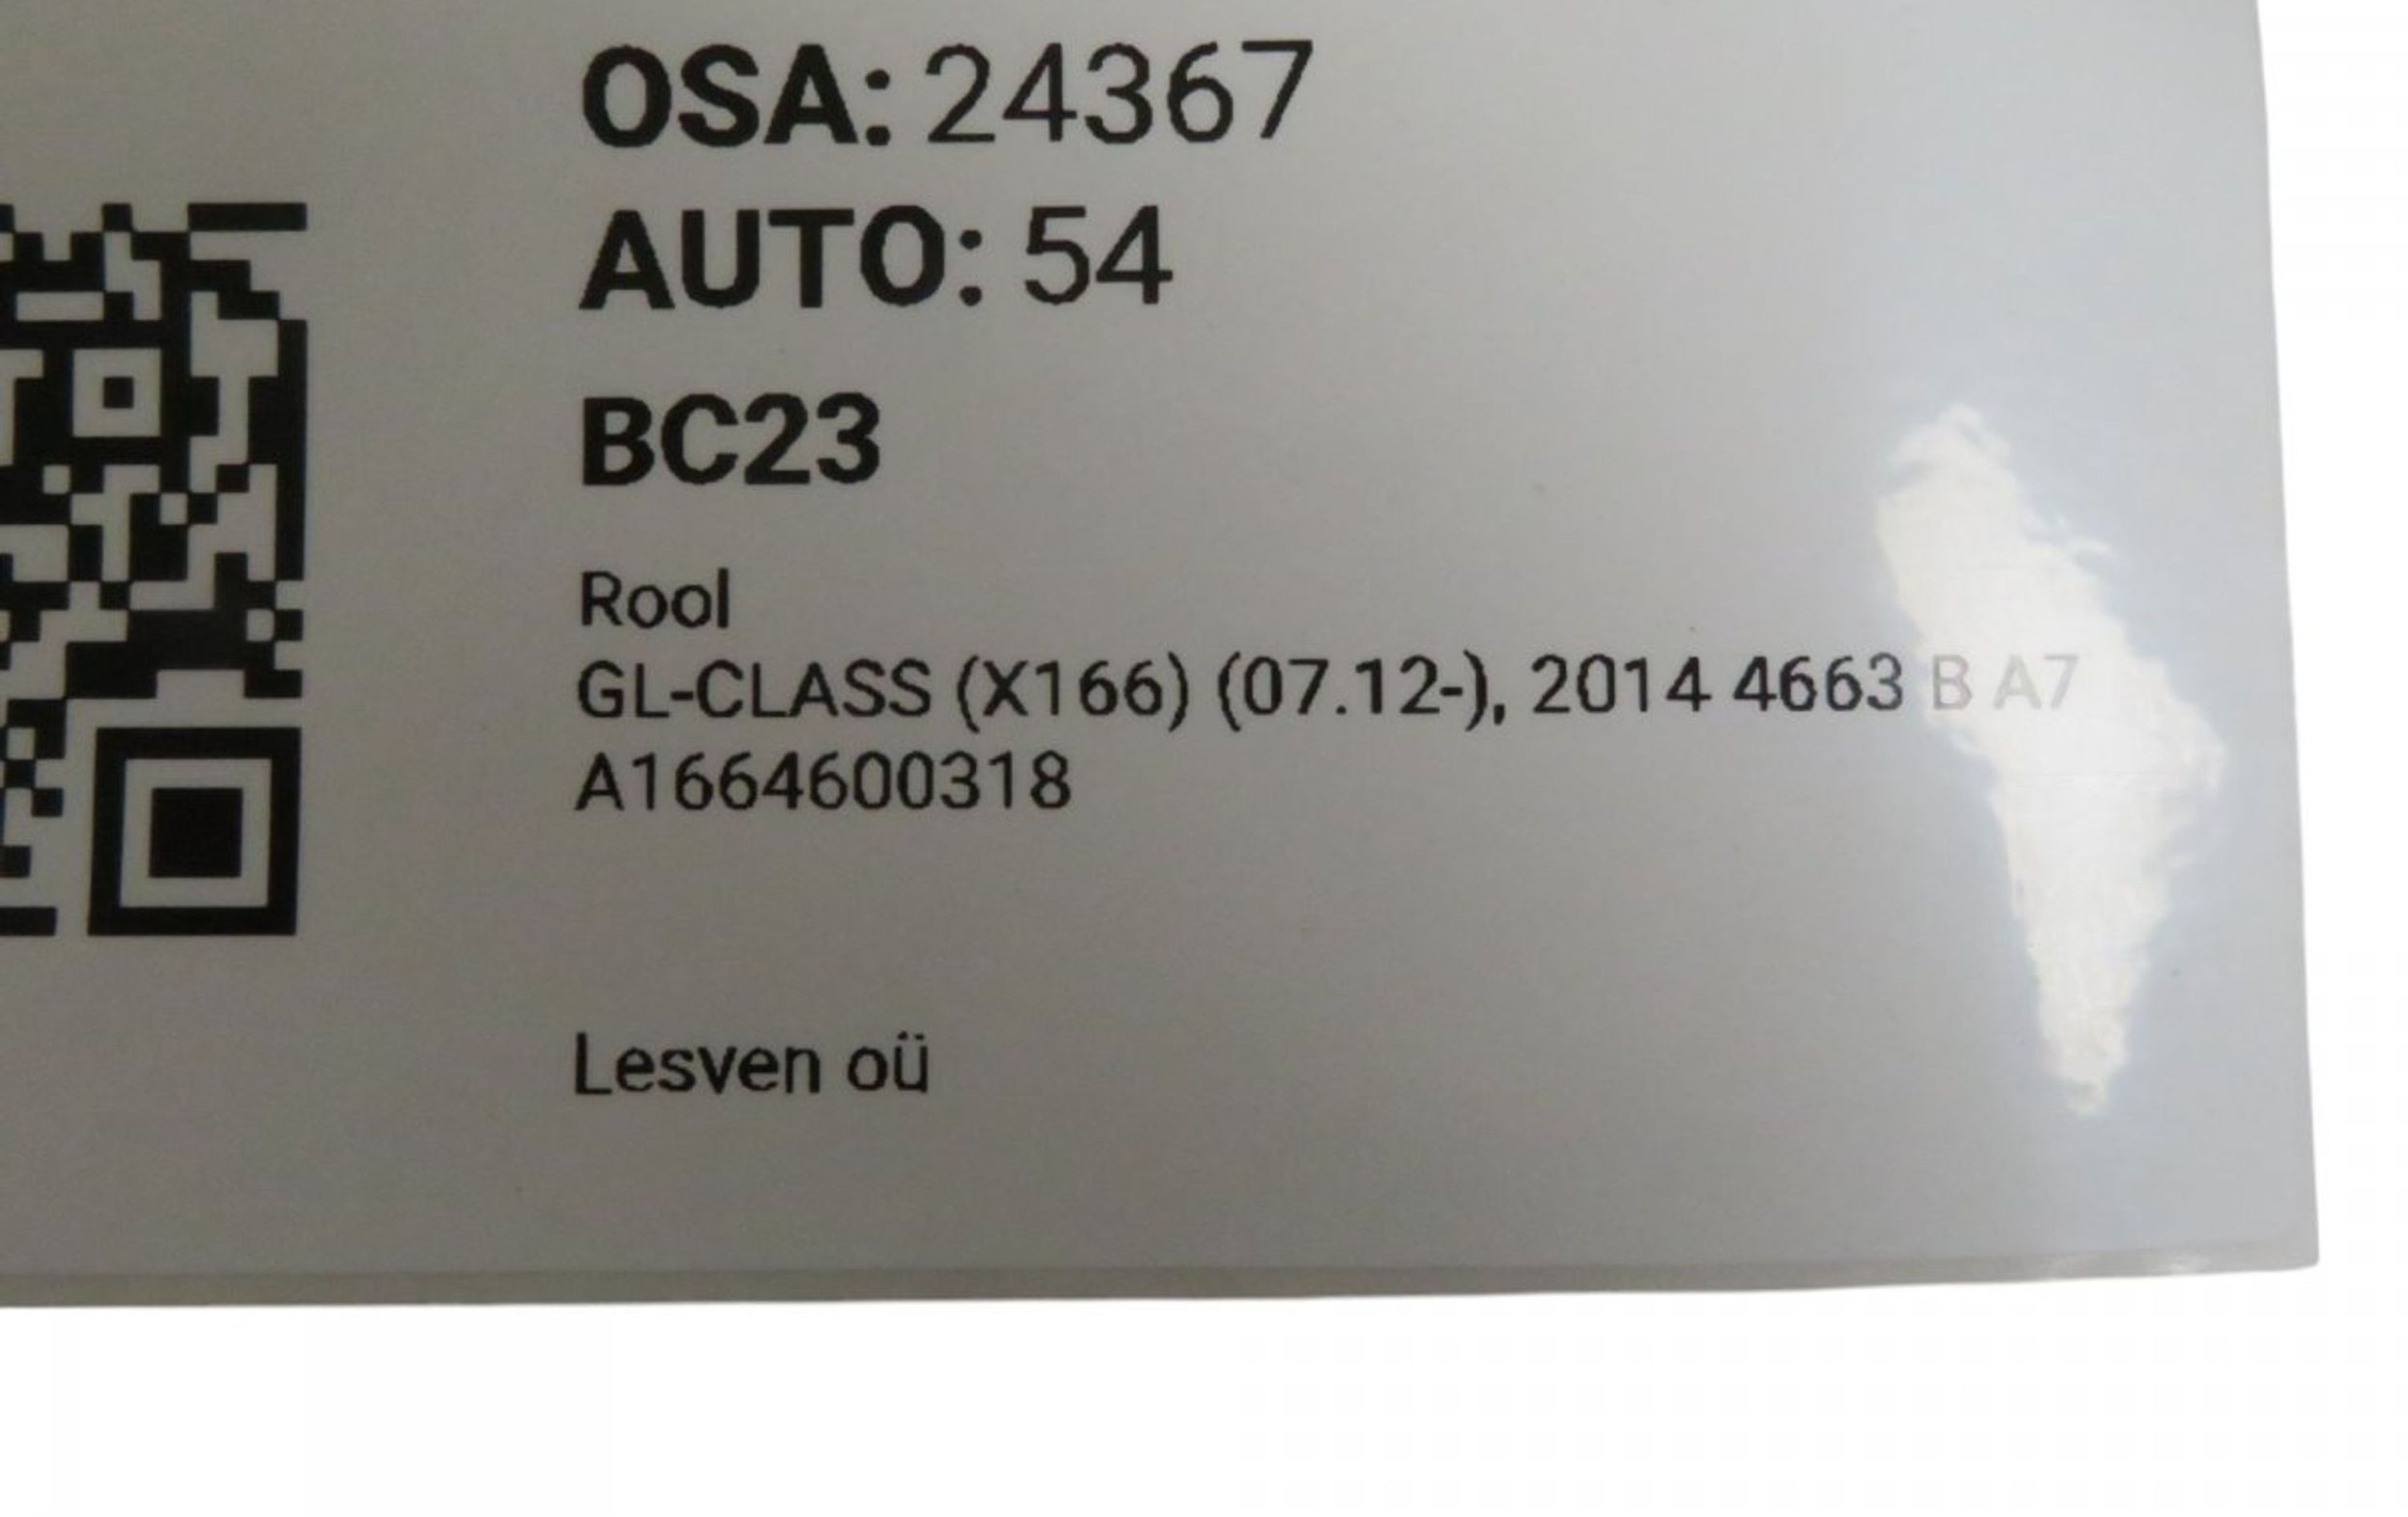 OSA: 24367
AUTO: 54
BC23
Rool
GL-CLASS (X166) (07.12-), 2014 4663 B A7
A1664600318
Lesven oü